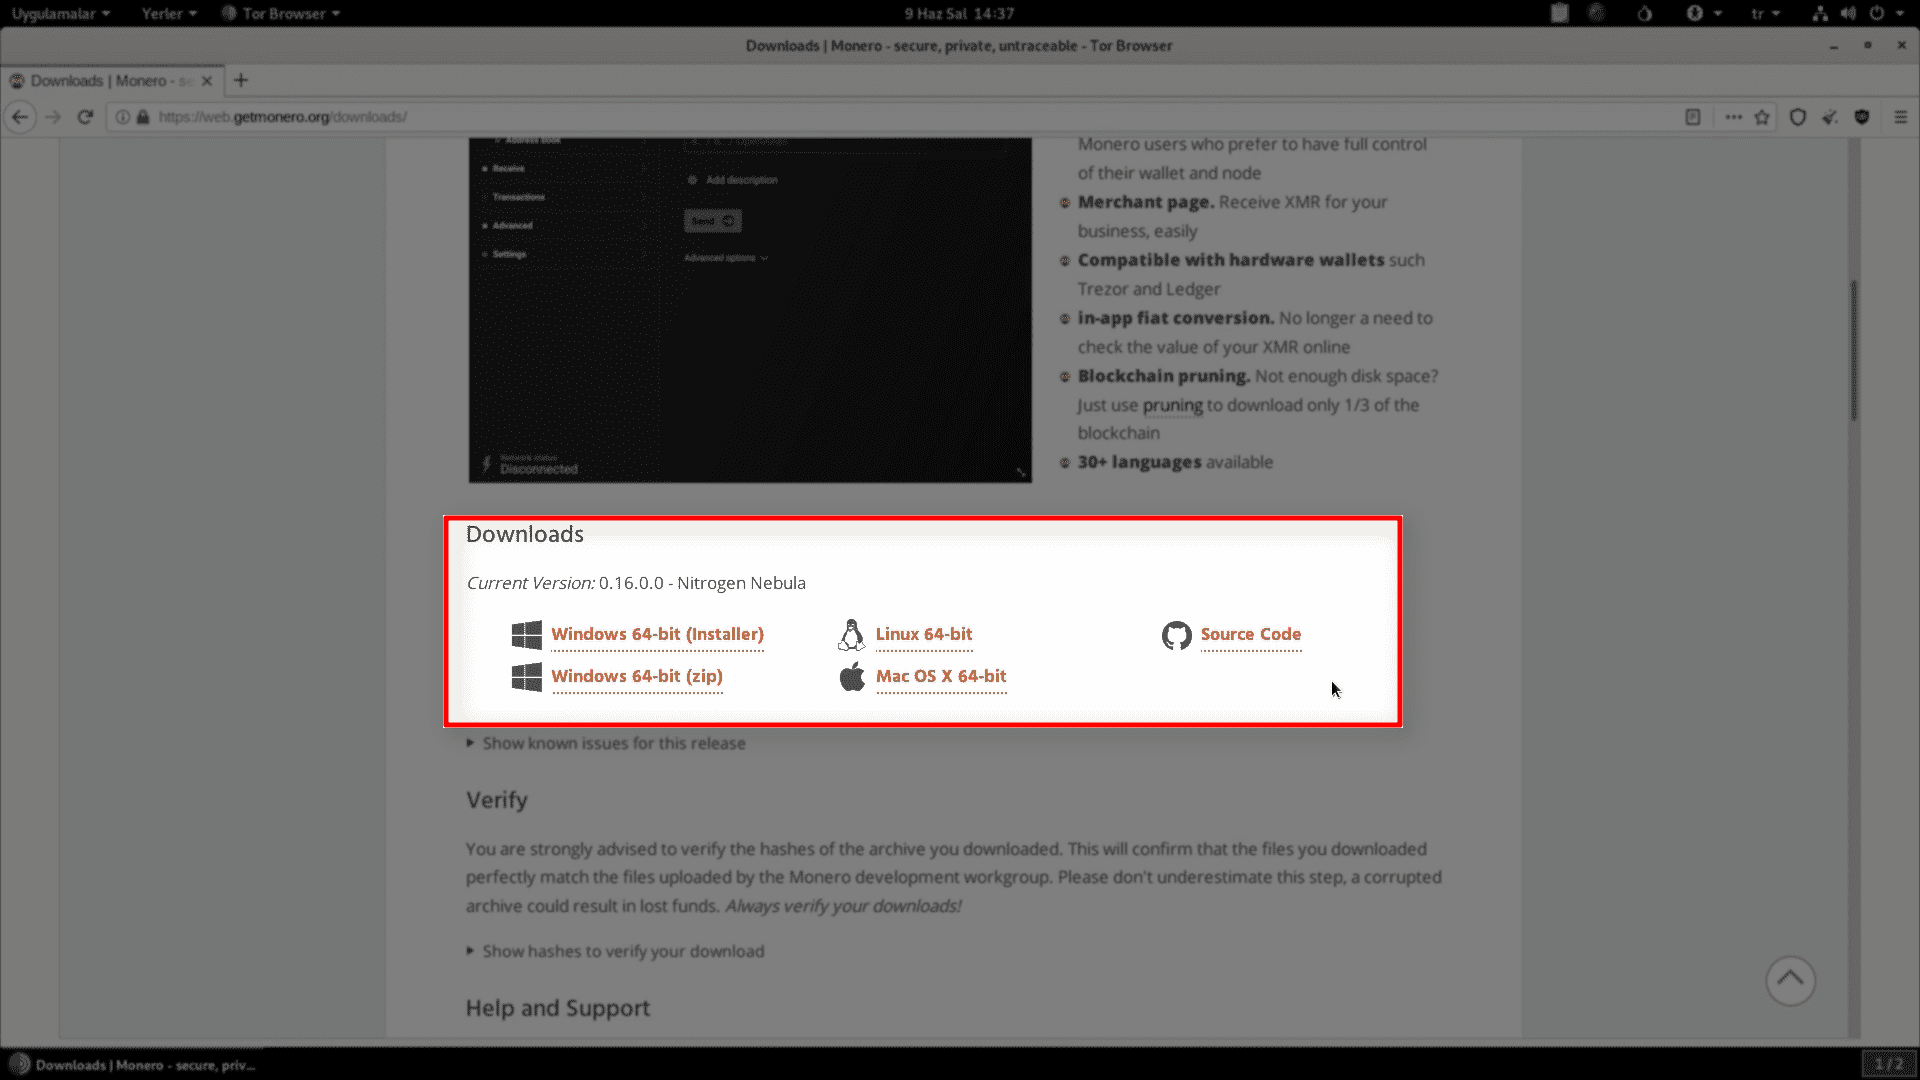 Uygulamalar Yerler Tor Browser 9 Haz Sal 14:37 tr
Downloads | Monero - secure, private, untraceable - Tor Browser
Downloads | Monero - se
https://web.getmonero.org/downloads/
Address book
Receive
Transactions
Advanced
Settings
Add description
Send
Advanced options
Network status
Disconnected
Monero users who prefer to have full control
of their wallet and node
Merchant page. Receive XMR for your
business, easily
Compatible with hardware wallets such
Trezor and Ledger
in-app fiat conversion. No longer a need to
check the value of your XMR online
Blockchain pruning. Not enough disk space?
Just use pruning to download only 1/3 of the
blockchain
30+ languages available
Downloads
Current Version: 0.16.0.0 - Nitrogen Nebula
Windows 64-bit (Installer) Linux 64-bit Source Code
Windows 64-bit (zip) Mac OS X 64-bit
Show known issues for this release
Verify
You are strongly advised to verify the hashes of the archive you downloaded. This will confirm that the files you downloaded
perfectly match the files uploaded by the Monero development workgroup. Please don't underestimate this step, a corrupted
archive could result in lost funds. Always verify your downloads!
Show hashes to verify your download
Help and Support
Downloads | Monero - secure, priv... 1 / 2